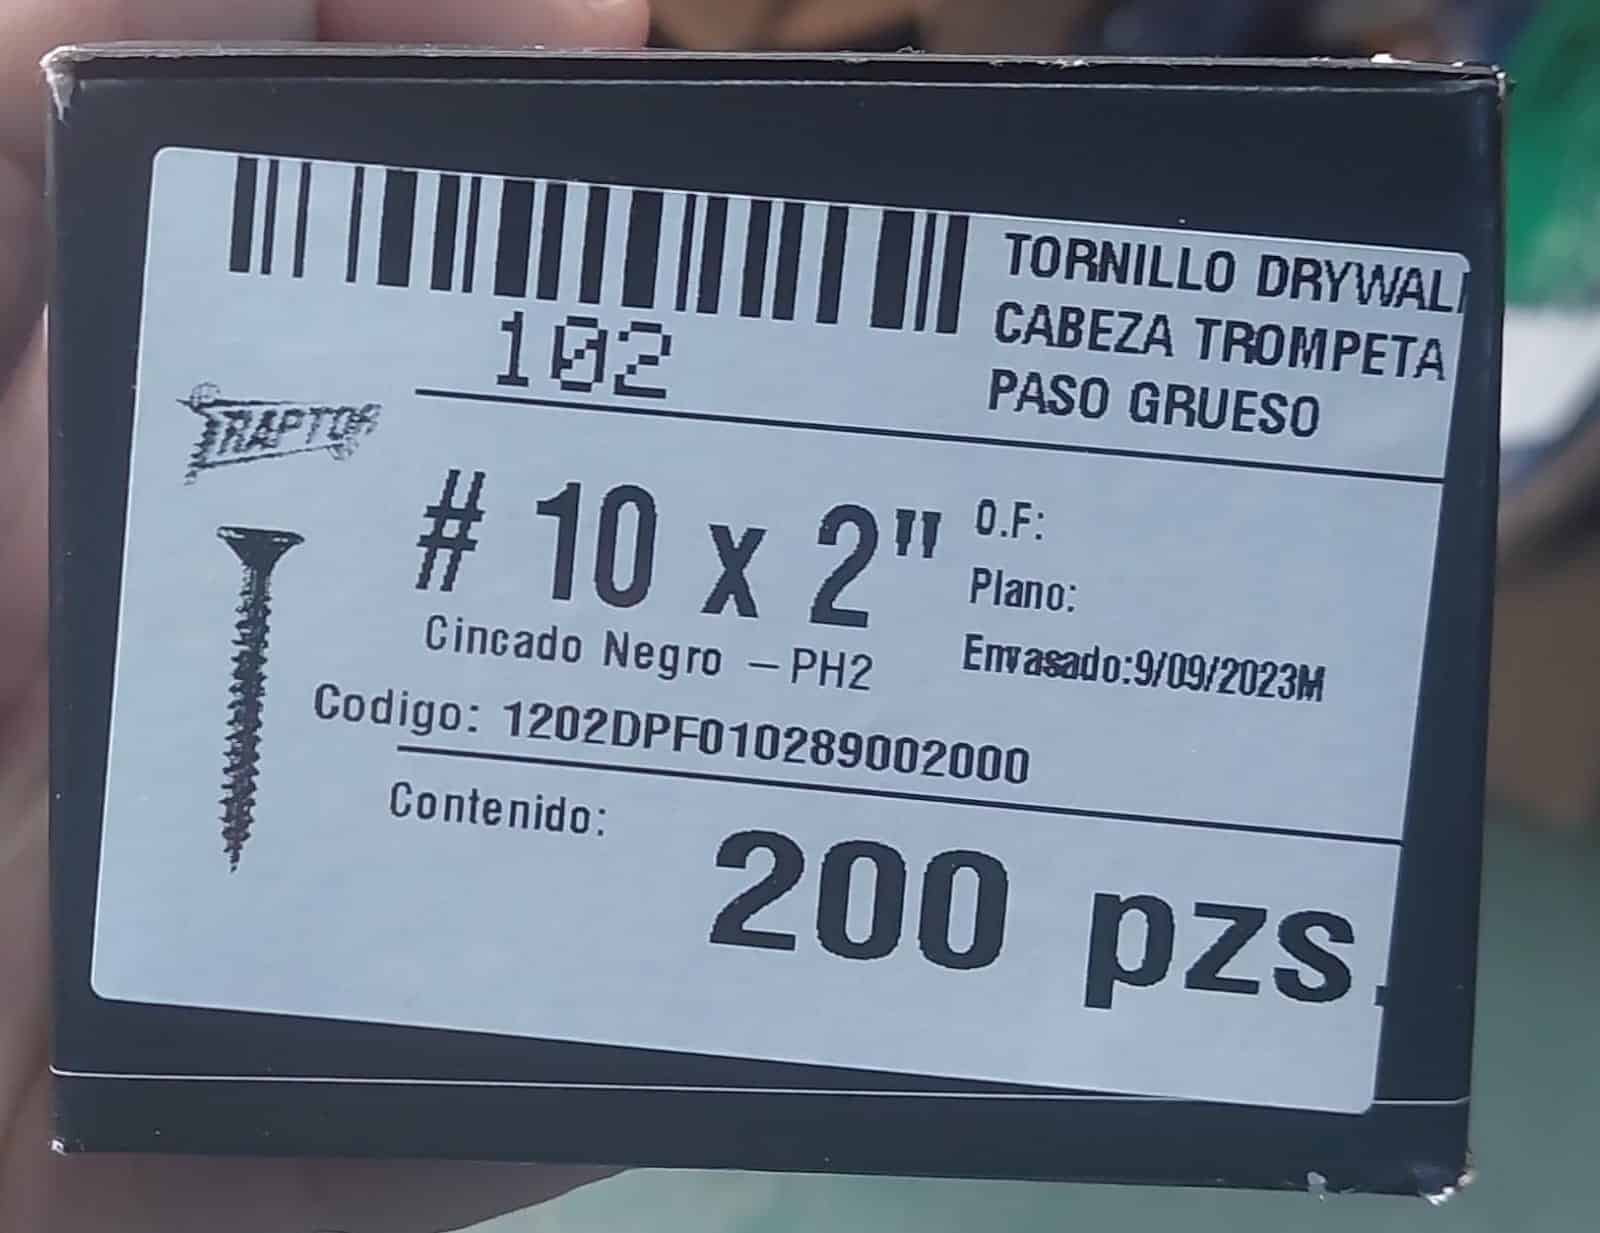 102
TORNILLO DRYWALL
CABEZA TROMPETA
PASO GRUESO
RAPTOR
# 10 x 2"
Cincado Negro – PH2
O.F:
Plano:
Envasado:9/09/2023M
Codigo: 1202DPF010289002000
Contenido:
200 pzs.